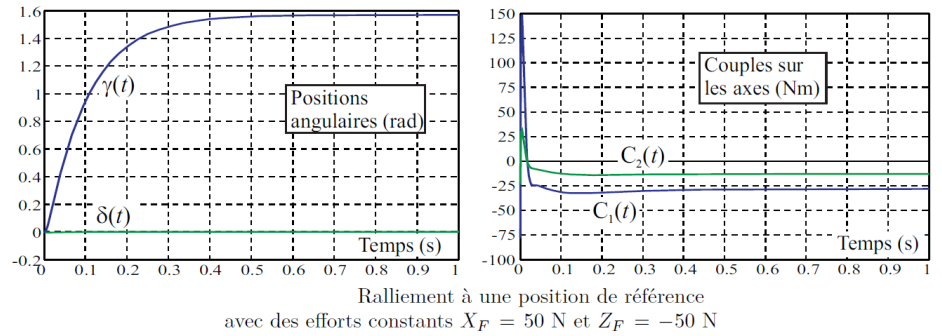 1.6
1.4
1.2
1
0.8
0.6
0.4
0.2
0
-0.2
γ(t)
δ(t)
Positions
angulaires (rad)
Temps (s)
0 0.1 0.2 0.3 0.4 0.5 0.6 0.7 0.8 0.9 1
150
125
100
75
50
25
0
-25
-50
-75
-100
Couples sur
les axes (Nm)
C₂(t)
C₁(t)
Temps (s)
0 0.1 0.2 0.3 0.4 0.5 0.6 0.7 0.8 0.9 1
Ralliement à une position de référence
avec des efforts constants X_F = 50 N et Z_F = −50 N